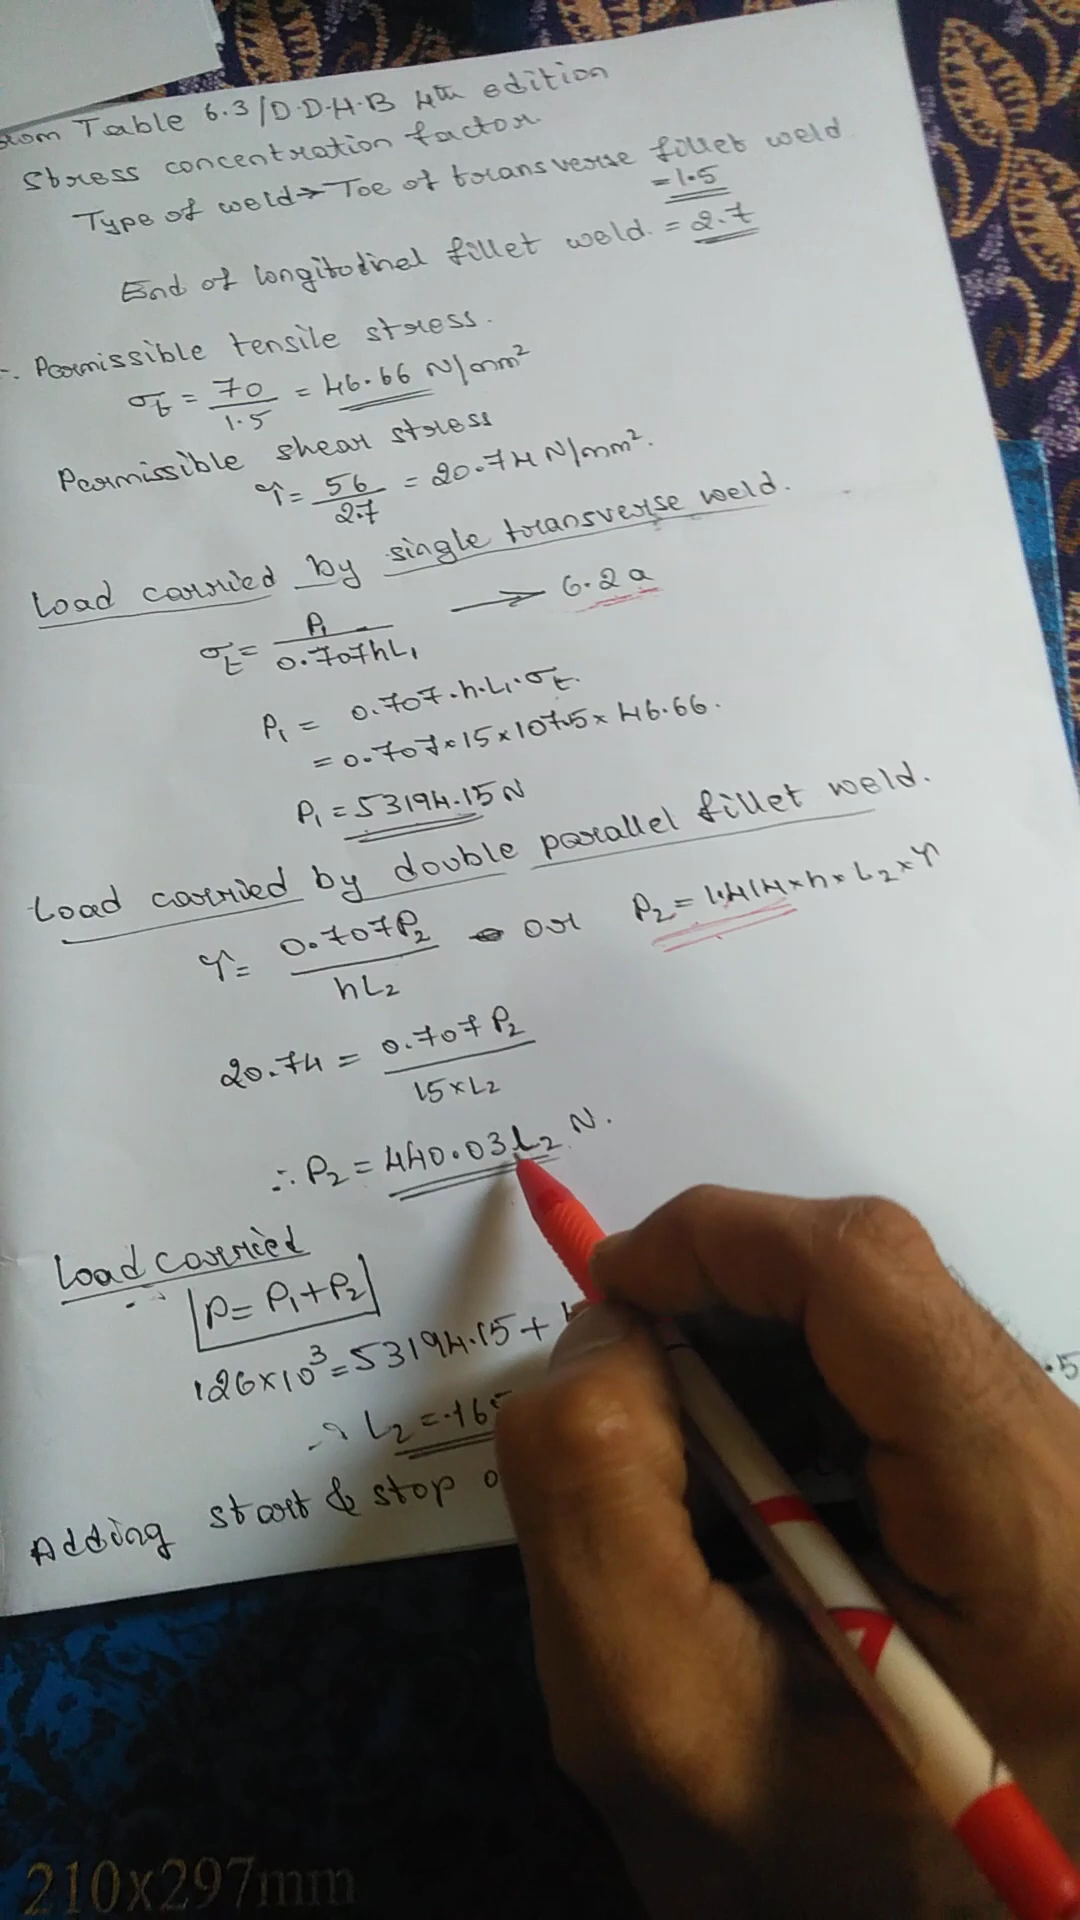 Table 6.3/D.D.H.B 4th edition
Stress concentration factor
Type of weld → Toe of transverse fillet weld
= 1.5
End of longitodinel fillet weld. = 2.7
∴ Permissible tensile stress.
σt = 70/1.5 = 46.66 N/mm²
Permissible shear stress
τ = 56/2.7 = 20.74 N/mm².
Load carried by single transverse weld.
σt = P1/0.707hL1 → 6.2a
P1 = 0.707.h.L1.σt.
= 0.707×15×107.5×46.66.
P1 = 53194.15 N
Load carried by double parallel fillet weld.
τ = 0.707P2/hL2 or P2 = 1.414×h×L2×τ
20.74 = 0.707 P2/15×L2
∴ P2 = 440.03 L2 N.
Load carried
P = P1 + P2
126×10³ = 53194.15 +
∴ L2 =
Adding start & stop
210x297mm